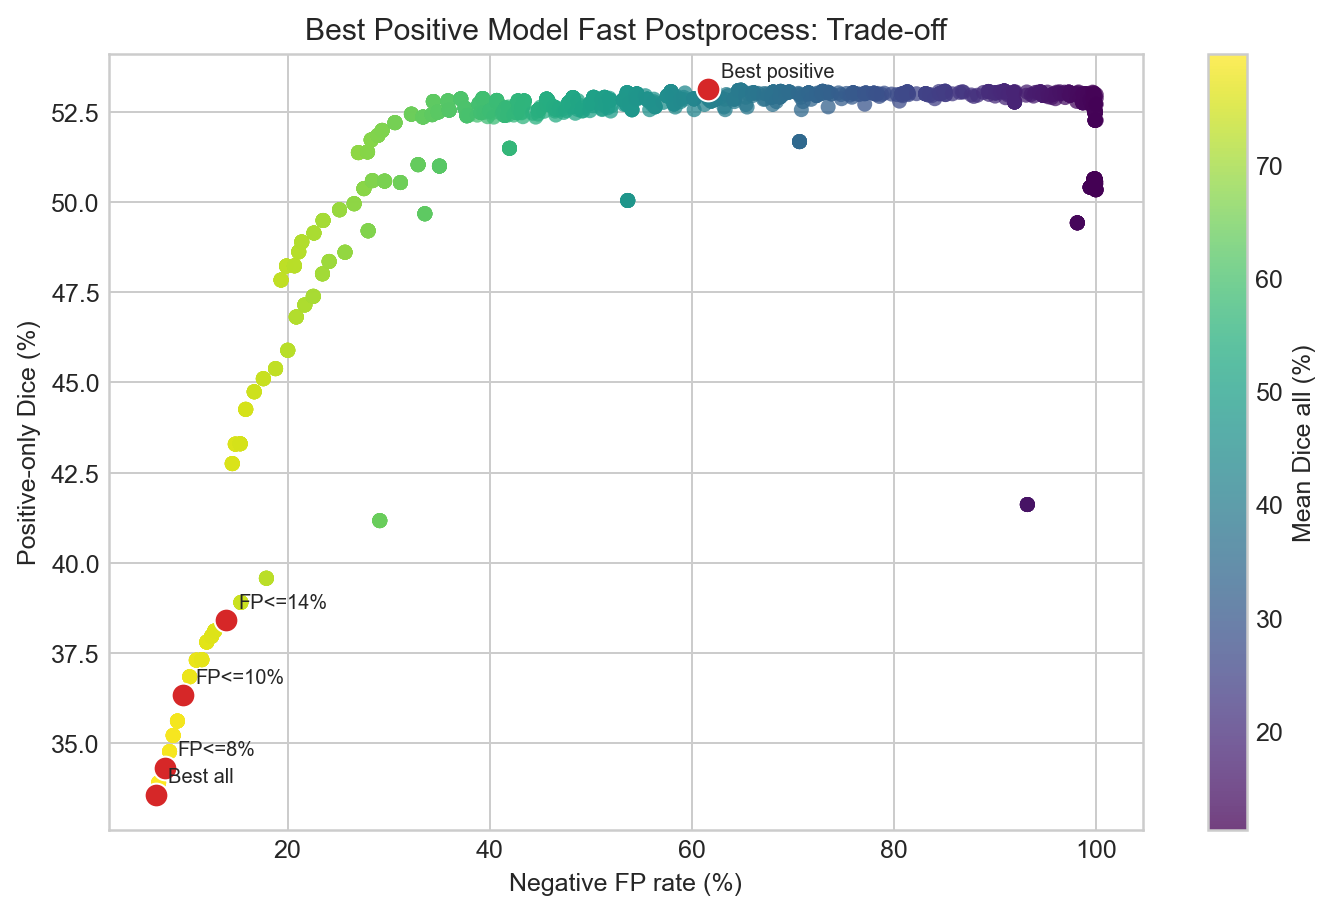 Best Positive Model Fast Postprocess: Trade-off
Best positive
52.5
50.0
47.5
45.0
42.5
40.0
37.5
35.0
Positive-only Dice (%)
FP<=14%
FP<=10%
FP<=8%
Best all
20
40
60
80
100
Negative FP rate (%)
70
60
50
40
30
20
Mean Dice all (%)